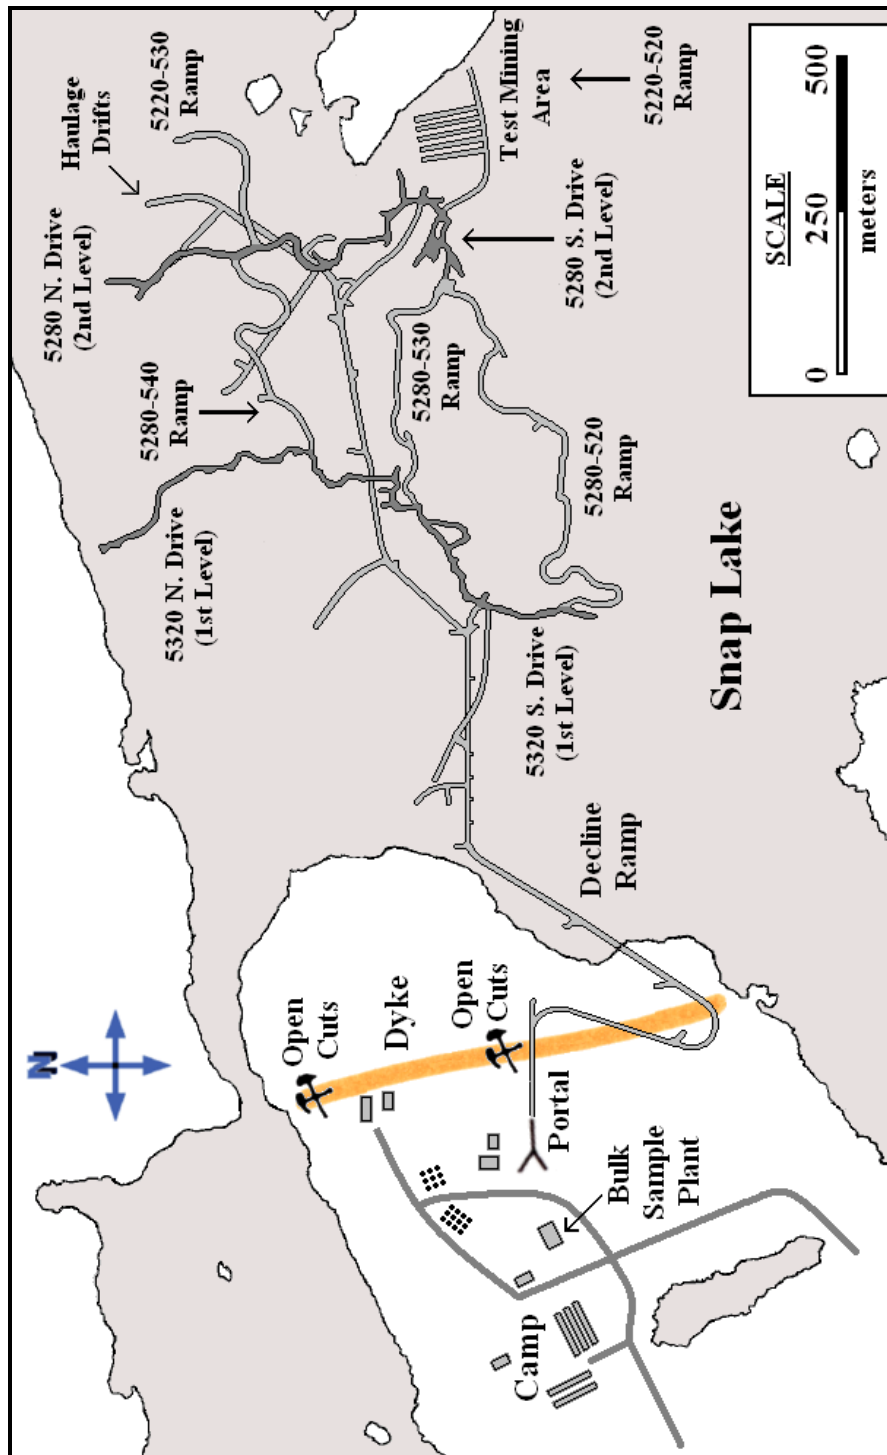 N
Open
Cuts
Dyke
Open
Cuts
Portal
Bulk
Sample
Plant
Camp
Decline
Ramp
Snap Lake
5320 N. Drive
(1st Level)
5320 S. Drive
(1st Level)
5280-540
Ramp
5280 N. Drive
(2nd Level)
Haulage
Drifts
5220-530
Ramp
5280-530
Ramp
5280-520
Ramp
5280 S. Drive
(2nd Level)
Test Mining
Area
5220-520
Ramp
SCALE
0 250 500
meters